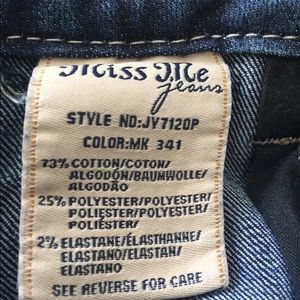 Miss Me
jeans
STYLE NO:JY7120P
COLOR:MK 341
73% COTTON/COTON/
ALGODÓN/BAUMWOLLE/
ALGODÃO
25% POLYESTER/POLYESTER/
POLIÉSTER/POLYESTER/
POLIÉSTER
2% ELASTANE/ÉLASTHANNE/
ELASTANO/ELASTAN/
ELASTANO
SEE REVERSE FOR CARE